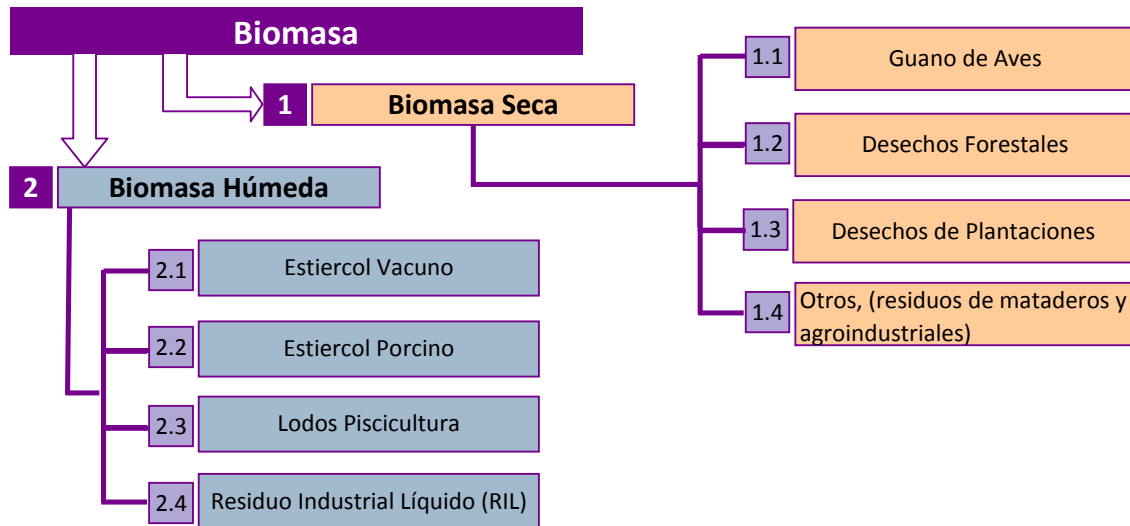 Biomasa
1
Biomasa Seca
1.1
Guano de Aves
1.2
Desechos Forestales
1.3
Desechos de Plantaciones
1.4
Otros, (residuos de mataderos y
agroindustriales)
2
Biomasa Húmeda
2.1
Estiercol Vacuno
2.2
Estiercol Porcino
2.3
Lodos Piscicultura
2.4
Residuo Industrial Líquido (RIL)